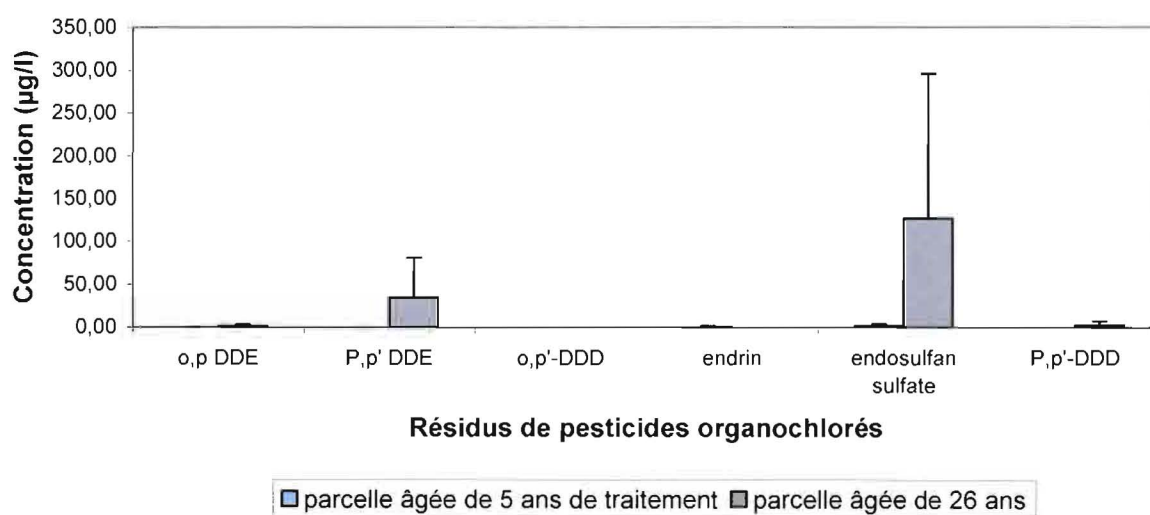 350,00
300,00
250,00
200,00
150,00
100,00
50,00
0,00
Concentration (µg/l)
o,p DDE
P,p' DDE
o,p'-DDD
endrin
endosulfan
sulfate
P,p'-DDD
Résidus de pesticides organochlorés
parcelle âgée de 5 ans de traitement
parcelle âgée de 26 ans